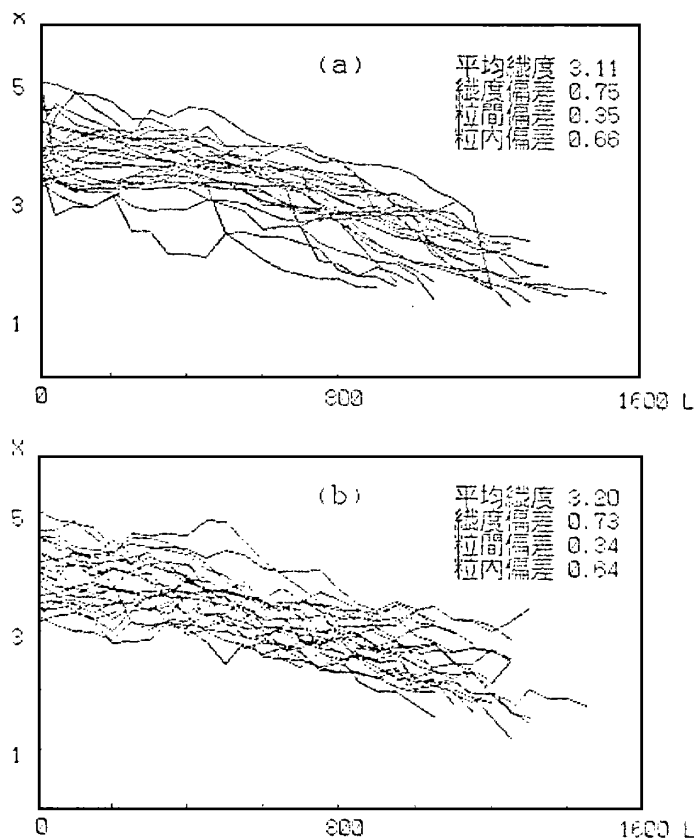 X
(a)
平均繊度 3.11
繊度偏差 0.75
粒間偏差 0.35
粒内偏差 0.66
5
3
1
0 800 1600 L
X
(b)
平均繊度 3.20
繊度偏差 0.73
粒間偏差 0.34
粒内偏差 0.64
5
3
1
0 800 1600 L